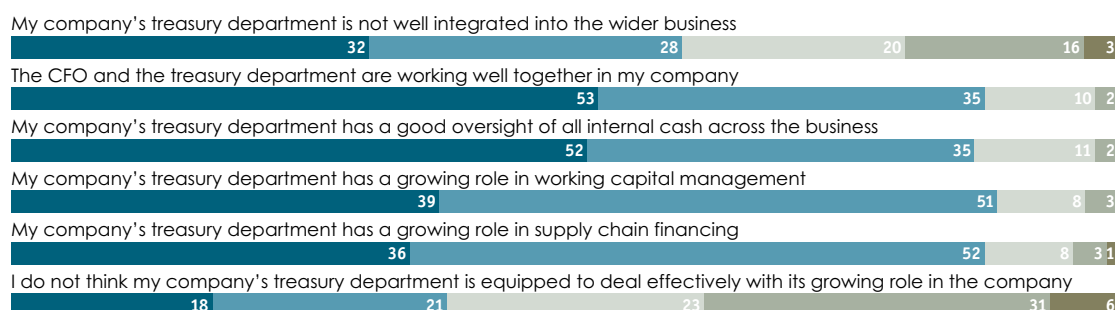 My company’s treasury department is not well integrated into the wider business
32 28 20 16 3
The CFO and the treasury department are working well together in my company
53 35 10 2
My company’s treasury department has a good oversight of all internal cash across the business
52 35 11 2
My company’s treasury department has a growing role in working capital management
39 51 8 3
My company’s treasury department has a growing role in supply chain financing
36 52 8 3 1
I do not think my company’s treasury department is equipped to deal effectively with its growing role in the company
18 21 23 31 6